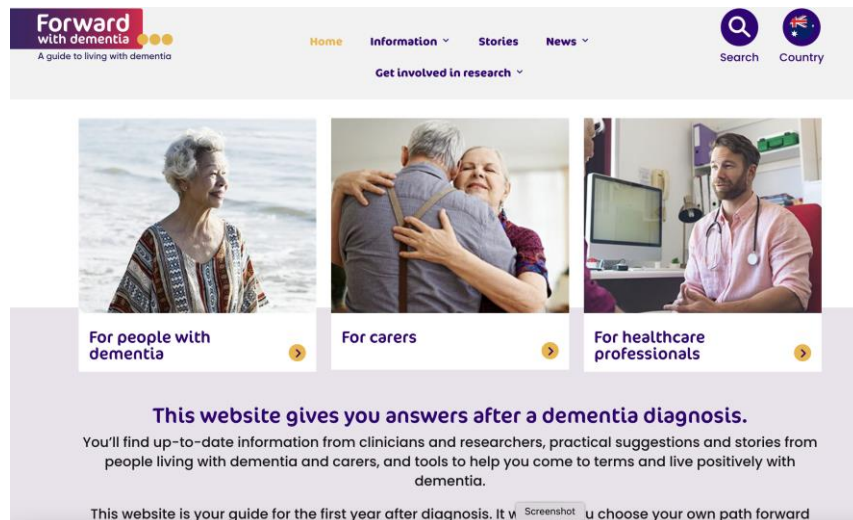 Forward
with dementia
A guide to living with dementia
Home Information Stories News
Get involved in research
Search Country
For people with
dementia
For carers
For healthcare
professionals
This website gives you answers after a dementia diagnosis.
You'll find up-to-date information from clinicians and researchers, practical suggestions and stories from
people living with dementia and carers, and tools to help you come to terms and live positively with
dementia.
This website is your guide for the first year after diagnosis. It Screenshot u choose your own path forward